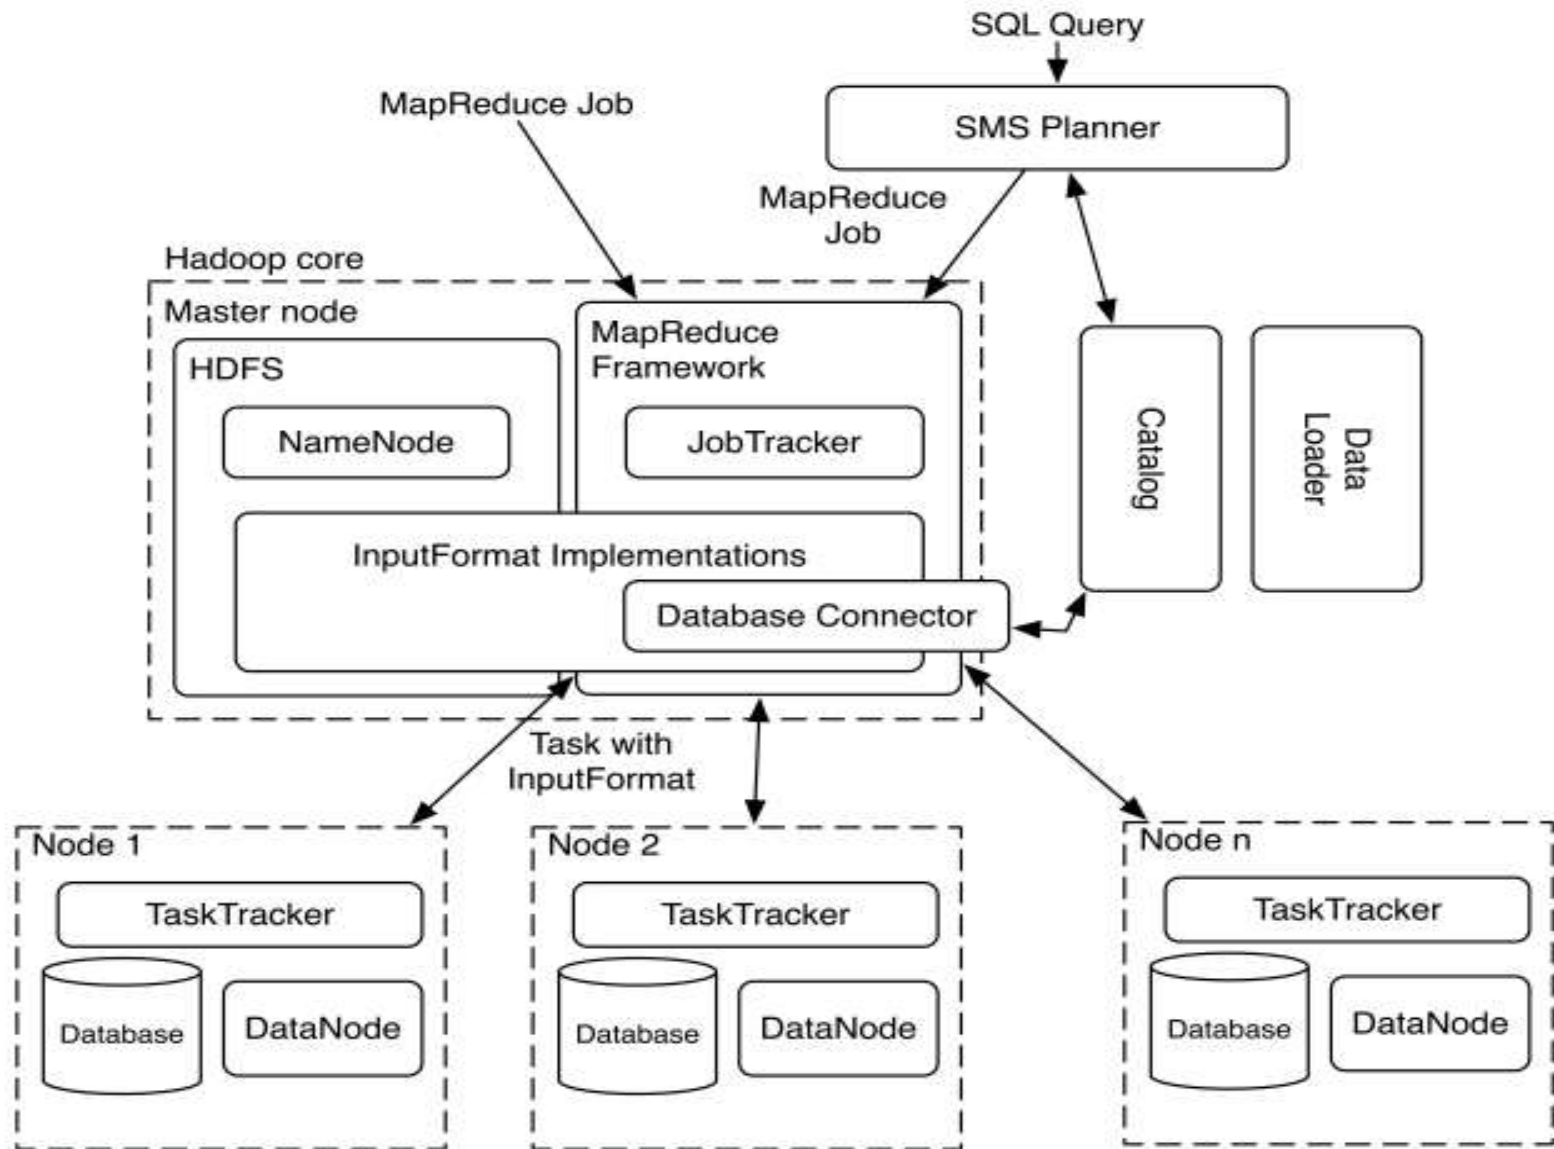 SQL Query
SMS Planner
MapReduce Job
MapReduce
Job
Hadoop core
Master node
HDFS
NameNode
MapReduce
Framework
JobTracker
InputFormat Implementations
Database Connector
Catalog
Data
Loader
Task with
InputFormat
Node 1
TaskTracker
Database
DataNode
Node 2
TaskTracker
Database
DataNode
Node n
TaskTracker
Database
DataNode